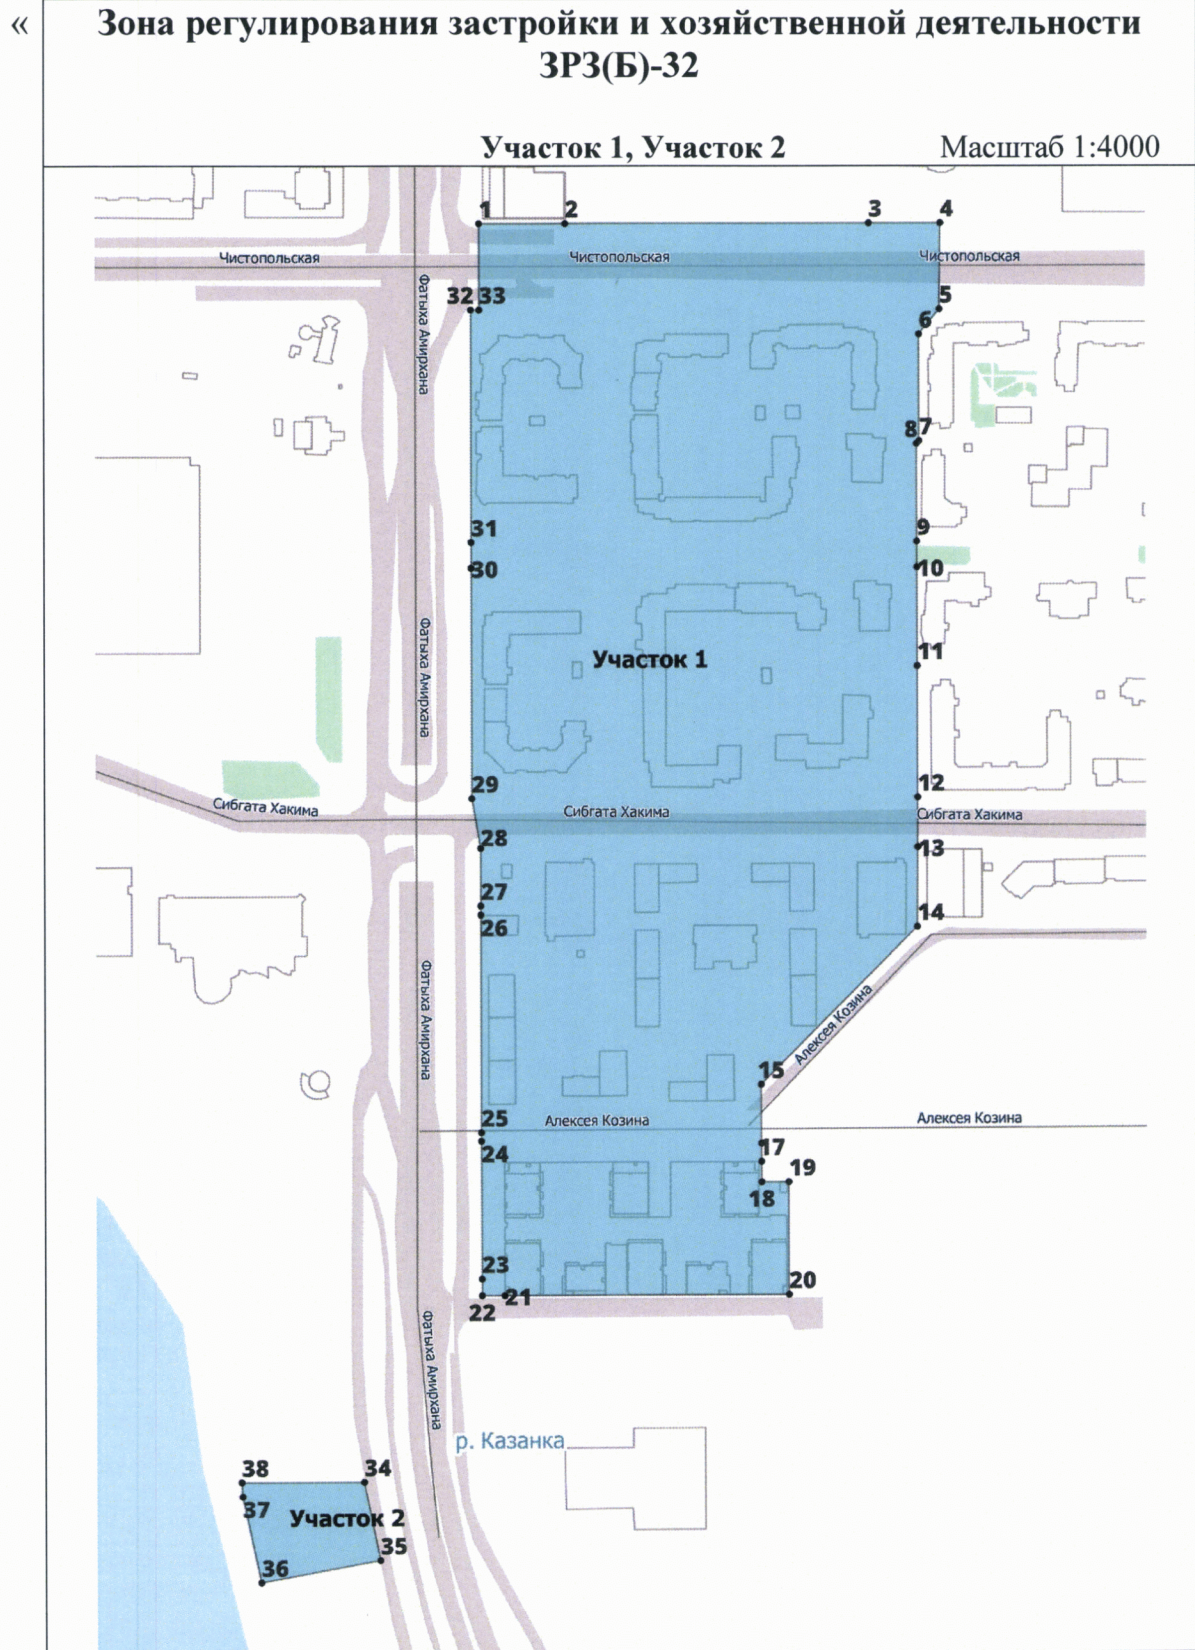 «
Зона регулирования застройки и хозяйственной деятельности
ЗРЗ(Б)-32
Участок 1, Участок 2
Масштаб 1:4000
1
2
3
4
Чистопольская
Чистопольская
Чистопольская
Фатыха Амирхана
32
33
5
6
8
7
31
9
30
10
Фатыха Амирхана
Участок 1
11
29
12
Сибгата Хакима
Сибгата Хакима
Сибгата Хакима
28
13
27
26
14
Фатыха Амирхана
Алексея Козина
15
25
Алексея Козина
Алексея Козина
24
17
19
18
23
20
22
21
Фатыха Амирхана
р. Казанка
38
34
37
Участок 2
35
36